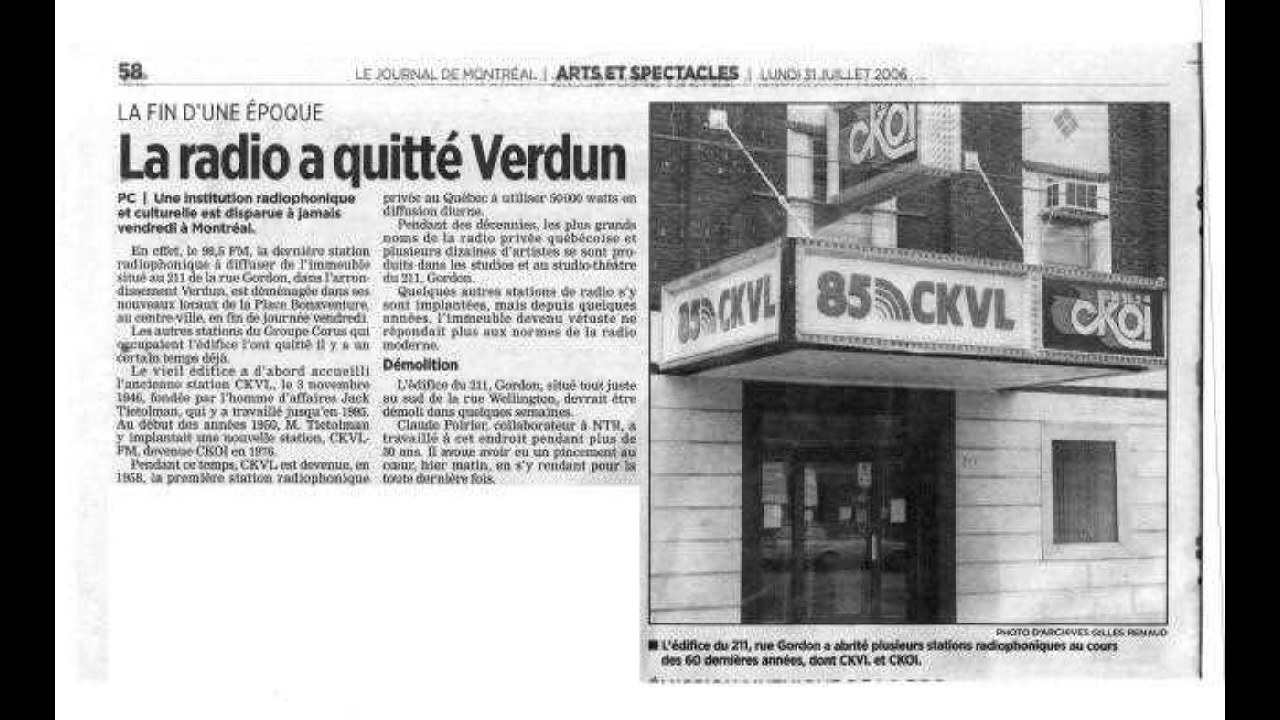 58
LE JOURNAL DE MONTRÉAL | ARTS ET SPECTACLES | LUNDI 31 JUILLET 2006
LA FIN D'UNE ÉPOQUE
La radio a quitté Verdun
PC | Une institution radiophonique
et culturelle est disparue à jamais
vendredi à Montréal.
En effet, le 98,5 FM, la dernière station
radiophonique à diffuser de l'immeuble
situé au 211 de la rue Gordon, dans l'arron-
dissement Verdun, est déménagée dans ses
nouveaux locaux de la Place Bonaventure,
au centre-ville, en fin de journée vendredi.
Les autres stations du Groupe Corus qui
occupaient l'édifice l'ont quitté il y a un
certain temps déjà.
Le vieil édifice a d'abord accueilli
l'ancienne station CKVL, le 3 novembre
1946, fondée par l'homme d'affaires Jack
Tietolman, qui y a travaillé jusqu'en 1995.
Au début des années 1950, M. Tietolman
y implantait une nouvelle station, CKVL-
FM, devenue CKOI en 1976.
Pendant ce temps, CKVL est devenue, en
1958, la première station radiophonique
privée au Québec à utiliser 50 000 watts en
diffusion diurne.
Pendant des décennies, les plus grands
noms de la radio privée québécoise et
plusieurs dizaines d'artistes se sont pro-
duits dans les studios et au studio-théâtre
du 211, Gordon.
Quelques autres stations de radio s'y
sont implantées, mais depuis quelques
années, l'immeuble devenu vétuste ne
répondait plus aux normes de la radio
moderne.
Démolition
L'édifice du 211, Gordon, situé tout juste
au sud de la rue Wellington, devrait être
démoli dans quelques semaines.
Claude Poirier, collaborateur à NTR, a
travaillé à cet endroit pendant plus de
30 ans. Il avoue avoir eu un pincement au
cœur, hier matin, en s'y rendant pour la
toute dernière fois.
CKOI
85 CKVL
85 CKVL
CKOI
PHOTO D'ARCHIVES GILLES RENAUD
L'édifice du 211, rue Gordon a abrité plusieurs stations radiophoniques au cours
des 60 dernières années, dont CKVL et CKOI.